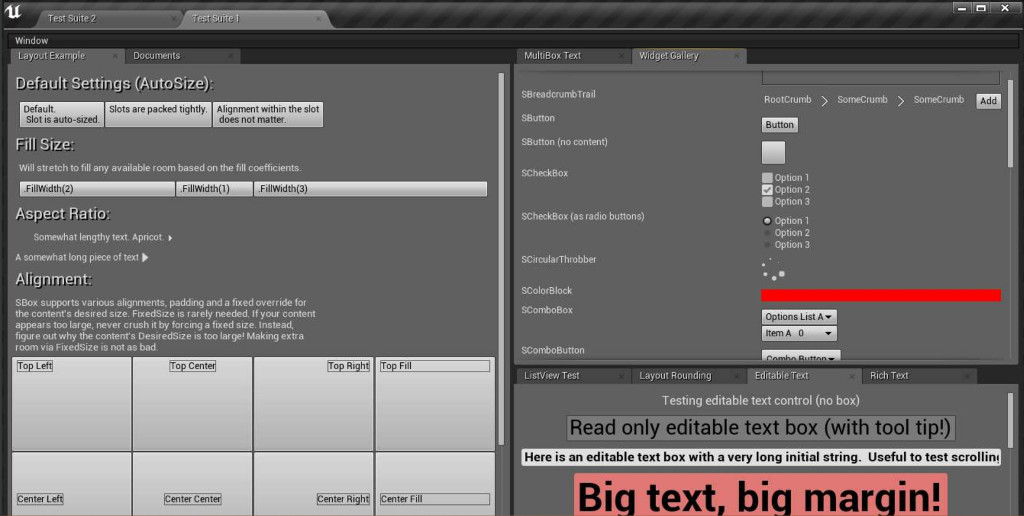 Test Suite 2
Test Suite 1
Window
Layout Example
Documents
Default Settings (AutoSize):
Default.
Slot is auto-sized.
Slots are packed tightly.
Alignment within the slot
does not matter.
Fill Size:
Will stretch to fill any available room based on the fill coefficients.
.FillWidth(2)
.FillWidth(1)
.FillWidth(3)
Aspect Ratio:
Somewhat lengthy text. Apricot.
A somewhat long piece of text
Alignment:
SBox supports various alignments, padding and a fixed override for
the content's desired size. FixedSize is rarely needed. If your content
appears too large, never crush it by forcing a fixed size. Instead,
figure out why the content's DesiredSize is too large! Making extra
room via FixedSize is not as bad.
Top Left
Top Center
Top Right
Top Fill
Center Left
Center Center
Center Right
Center Fill
MultiBox Text
Widget Gallery
SBreadcrumbTrail
RootCrumb
SomeCrumb
SomeCrumb
Add
SButton
Button
SButton (no content)
SCheckBox
Option 1
Option 2
Option 3
SCheckBox (as radio buttons)
Option 1
Option 2
Option 3
SCircularThrobber
SColorBlock
SComboBox
Options List A
Item A 0
SComboButton
Combo Button
ListView Test
Layout Rounding
Editable Text
Rich Text
Testing editable text control (no box)
Read only editable text box (with tool tip!)
Here is an editable text box with a very long initial string. Useful to test scrolling
Big text, big margin!